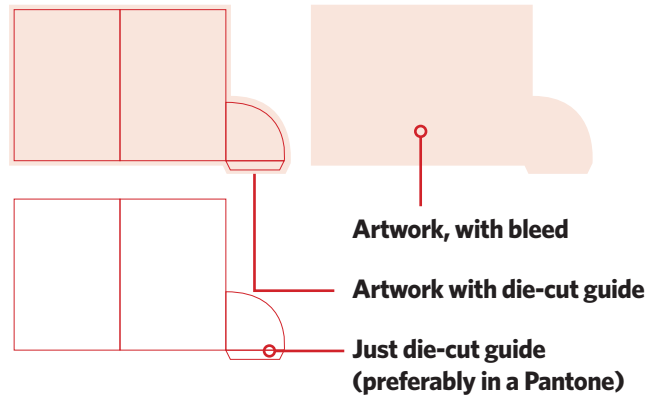 Artwork, with bleed
Artwork with die-cut guide
Just die-cut guide
(preferably in a Pantone)